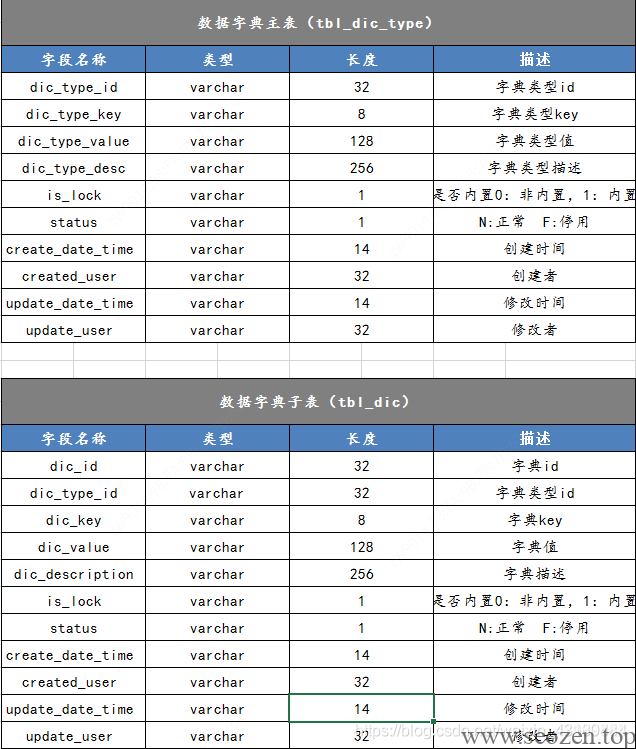 数据字典主表（tbl_dic_type）
字段名称 类型 长度 描述
dic_type_id varchar 32 字典类型id
dic_type_key varchar 8 字典类型key
dic_type_value varchar 128 字典类型值
dic_type_desc varchar 256 字典类型描述
is_lock varchar 1 是否内置0：非内置，1：内置
status varchar 1 N:正常 F:停用
create_date_time varchar 14 创建时间
created_user varchar 32 创建者
update_date_time varchar 14 修改时间
update_user varchar 32 修改者
数据字典子表（tbl_dic）
字段名称 类型 长度 描述
dic_id varchar 32 字典id
dic_type_id varchar 32 字典类型id
dic_key varchar 8 字典key
dic_value varchar 128 字典值
dic_description varchar 256 字典描述
is_lock varchar 1 是否内置0：非内置，1：内置
status varchar 1 N:正常 F:停用
create_date_time varchar 14 创建时间
created_user varchar 32 创建者
update_date_time varchar 14 修改时间
update_user varchar 32 修改者
www.seozen.top